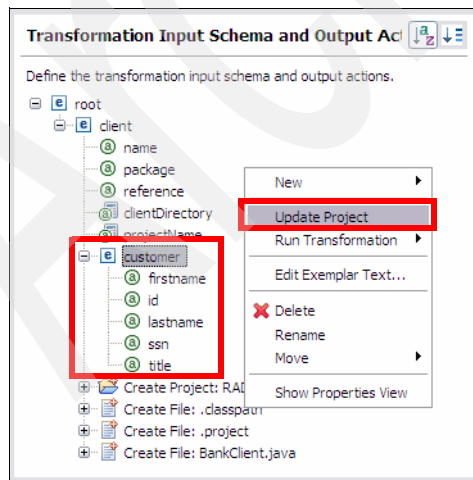 Transformation Input Schema and Output Act
Define the transformation input schema and output actions.
root
client
name
package
reference
clientDirectory
projectName
customer
firstname
id
lastname
ssn
title
Create Project: RAD
Create File: .classpath
Create File: .project
Create File: BankClient.java
New
Update Project
Run Transformation
Edit Exemplar Text...
Delete
Rename
Move
Show Properties View